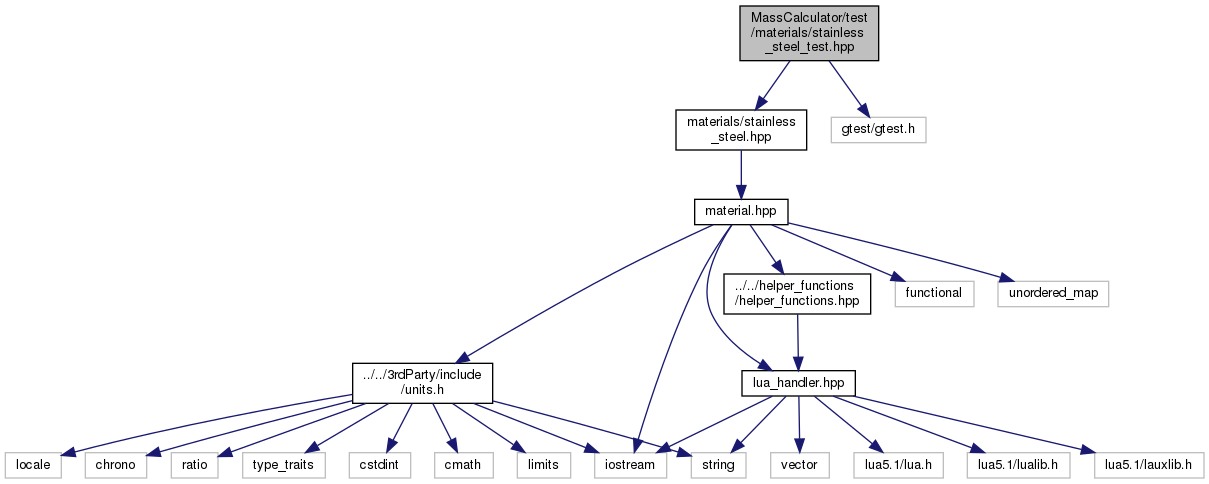 MassCalculator/test
/materials/stainless
_steel_test.hpp
materials/stainless
_steel.hpp
gtest/gtest.h
material.hpp
../../helper_functions
/helper_functions.hpp
functional
unordered_map
../../3rdParty/include
/units.h
lua_handler.hpp
locale
chrono
ratio
type_traits
cstdint
cmath
limits
iostream
string
vector
lua5.1/lua.h
lua5.1/lualib.h
lua5.1/lauxlib.h